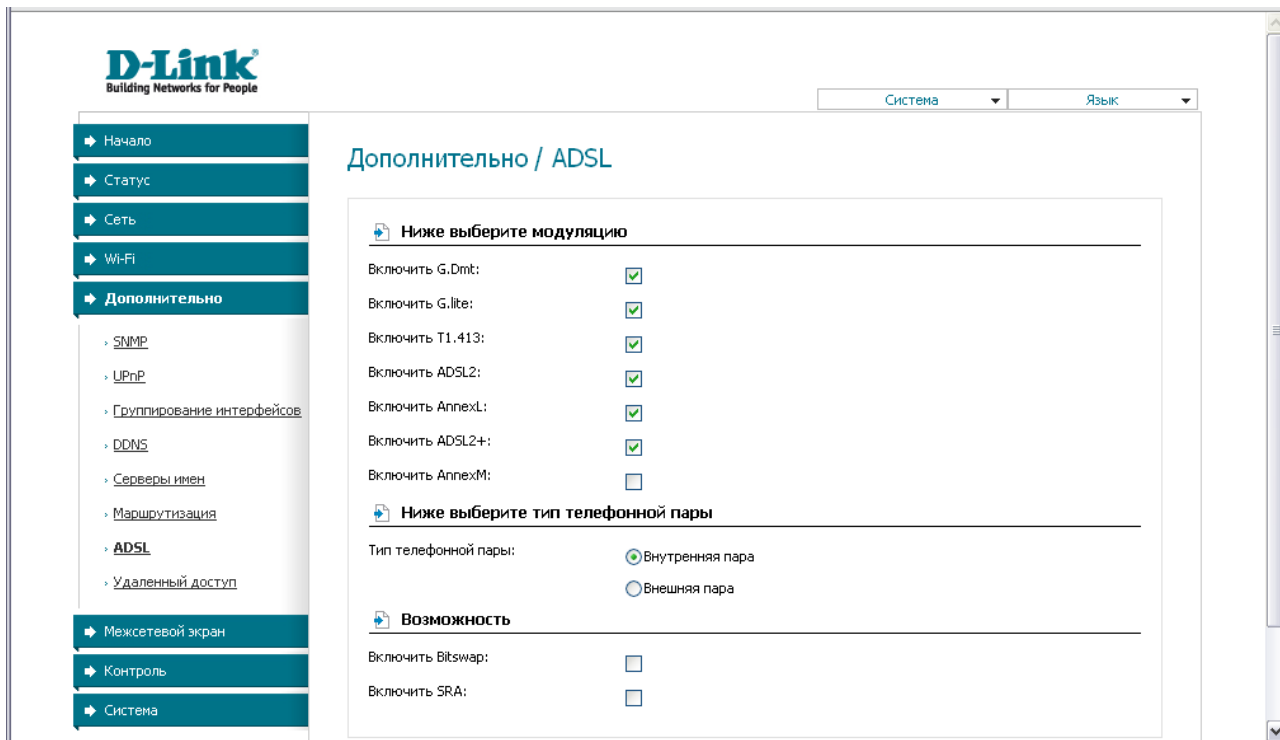 D-Link
Building Networks for People
Система
Язык
Начало
Статус
Сеть
Wi-Fi
Дополнительно
SNMP
UPnP
Группирование интерфейсов
DDNS
Серверы имен
Маршрутизация
ADSL
Удаленный доступ
Межсетевой экран
Контроль
Система
Дополнительно / ADSL
Ниже выберите модуляцию
Включить G.Dmt:
Включить G.lite:
Включить T1.413:
Включить ADSL2:
Включить AnnexL:
Включить ADSL2+:
Включить AnnexM:
Ниже выберите тип телефонной пары
Тип телефонной пары:
Внутренняя пара
Внешняя пара
Возможность
Включить Bitswap:
Включить SRA: